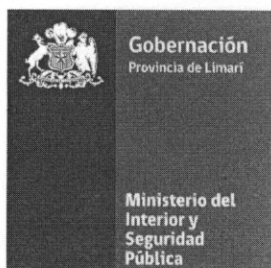 Gobernación
Provincia de Limarí
Ministerio del
Interior y
Seguridad
Pública